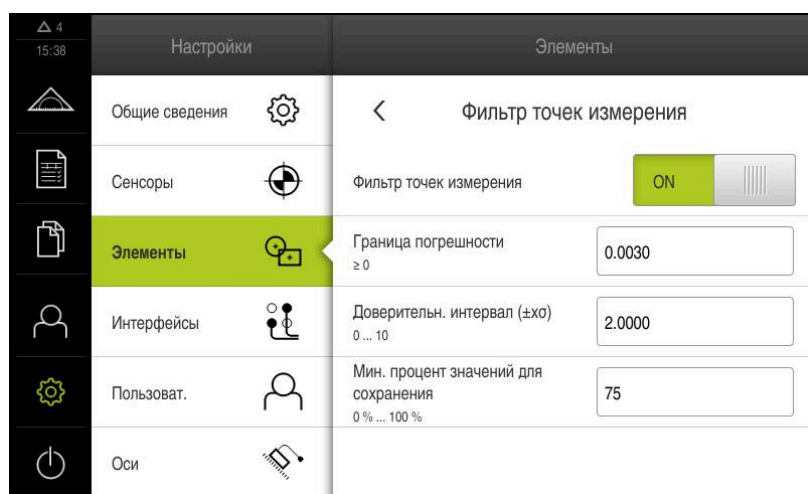 4
15:38
Настройки
Элементы
Общие сведения
Сенсоры
Элементы
Интерфейсы
Пользоват.
Оси
Фильтр точек измерения
Фильтр точек измерения
ON
Граница погрешности
≥ 0
0.0030
Доверительн. интервал (±xσ)
0 ... 10
2.0000
Мин. процент значений для
сохранения
0 % ... 100 %
75